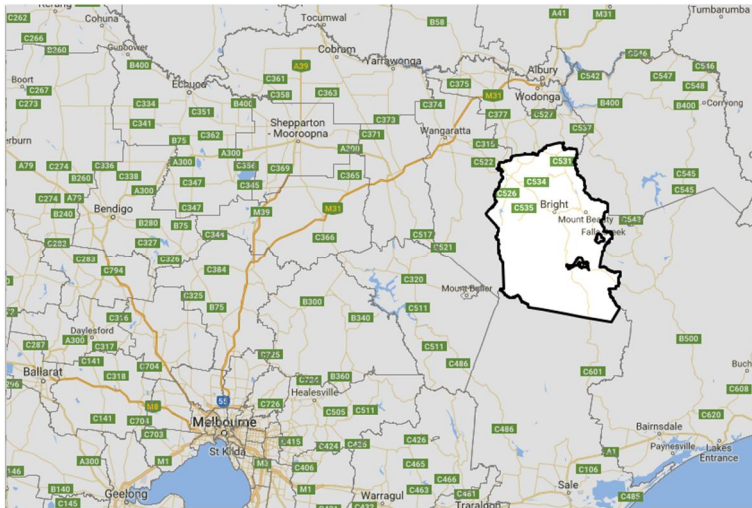 Tocumwal
Tumbarumba
Cohuna
C262
B58
A41
M31
C266
B260
Gunbower
Cobram
Yarrawonga
B400
A39
C361
Albury
C542
C546
C547
C546
Boort
C267
Echuca
C358
C363
C375
M31
Wodonga
C548
C273
C334
B400
C374
B400
B400
Corryong
C351
C377
C527
C341
Shepparton
- Mooroopna
C373
C371
Wangaratta
C537
B75
C362
A300
C315
A79
C274
C336
A300
C369
C365
C522
C531
B260
C338
C347
C345
C534
C545
A300
C526
C545
C274
A79
Bendigo
C347
M39
M31
C535
Bright
B240
B280
B75
Mount Beauty
C543
C327
C344
C366
C517
C521
Falls Creek
C282
C283
C326
C794
C384
C320
Mount Buller
C325
B300
C511
B75
C316
B340
Daylesford
A300
C317
B500
C287
C141
C704
C725
C511
C486
Ballarat
C318
B360
C601
M8
55
C726
Healesville
C608
C141
C704
C505
C511
C620
C703
Melbourne
C486
C415
C424
C425
C426
Bairnsdale
A300
M1
St Kilda
M3
C406
C465
A1
Paynesville
Lakes
Entrance
C106
C466
B140
Geelong
M1
C463
C481
Sale
C485
C145
Warragul
Traralgon